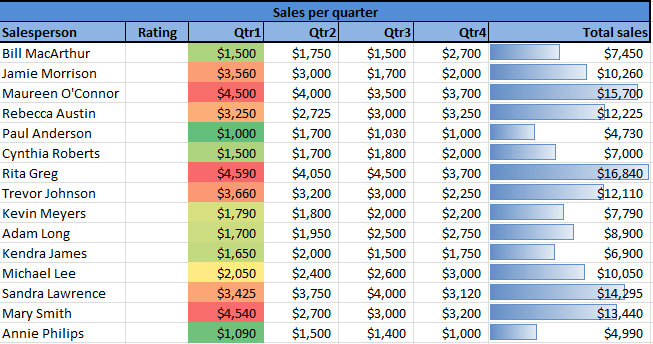 Sales per quarter
Salesperson Rating Qtr1 Qtr2 Qtr3 Qtr4 Total sales
Bill MacArthur $1,500 $1,750 $1,500 $2,700 $7,450
Jamie Morrison $3,560 $3,000 $1,700 $2,000 $10,260
Maureen O'Connor $4,500 $4,000 $3,500 $3,700 $15,700
Rebecca Austin $3,250 $2,725 $3,000 $3,250 $12,225
Paul Anderson $1,000 $1,700 $1,030 $1,000 $4,730
Cynthia Roberts $1,500 $1,700 $1,800 $2,000 $7,000
Rita Greg $4,590 $4,050 $4,500 $3,700 $16,840
Trevor Johnson $3,660 $3,200 $3,000 $2,250 $12,110
Kevin Meyers $1,790 $1,800 $2,000 $2,200 $7,790
Adam Long $1,700 $1,950 $2,500 $2,750 $8,900
Kendra James $1,650 $2,000 $1,500 $1,750 $6,900
Michael Lee $2,050 $2,400 $2,600 $3,000 $10,050
Sandra Lawrence $3,425 $3,750 $4,000 $3,120 $14,295
Mary Smith $4,540 $2,700 $3,000 $3,200 $13,440
Annie Philips $1,090 $1,500 $1,400 $1,000 $4,990